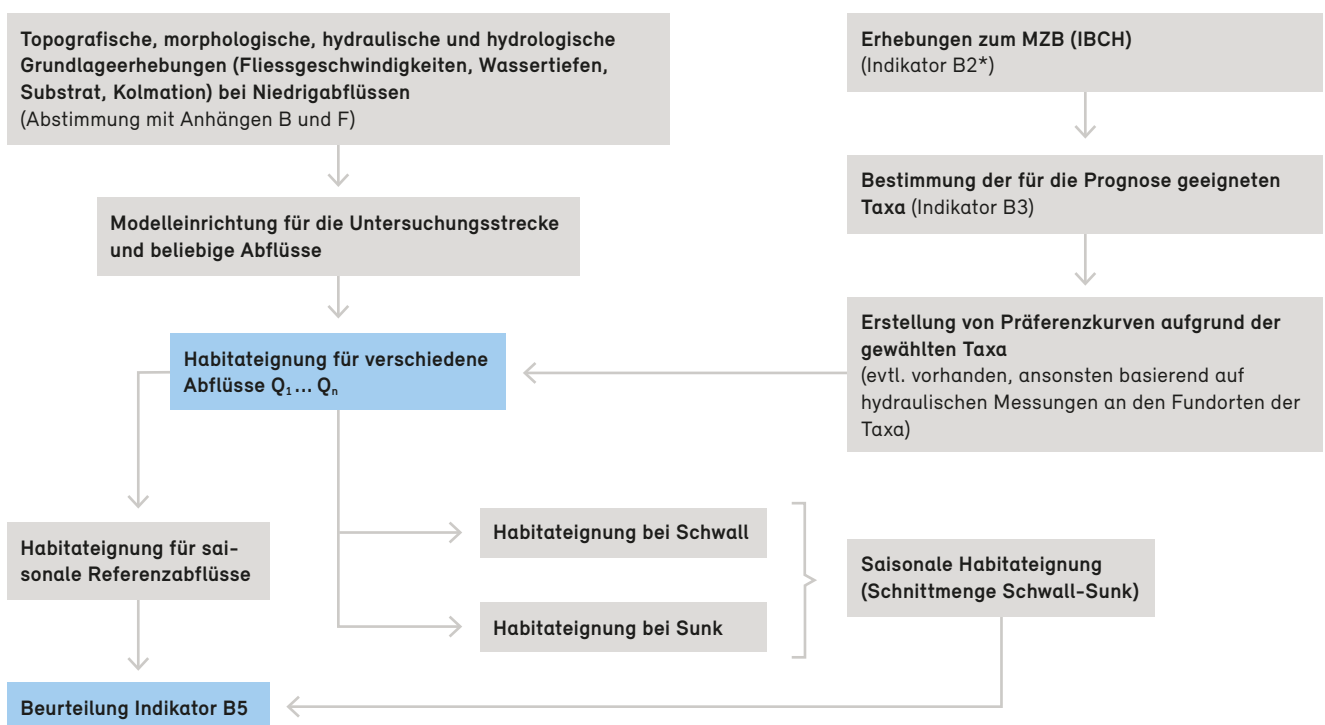 Topografische, morphologische, hydraulische und hydrologische
Grundlageerhebungen (Fliessgeschwindigkeiten, Wassertiefen,
Substrat, Kolmation) bei Niedrigabflüssen
(Abstimmung mit Anhängen B und F)
Modelleinrichtung für die Untersuchungsstrecke
und beliebige Abflüsse
Erhebungen zum MZB (IBCH)
(Indikator B2*)
Bestimmung der für die Prognose geeigneten
Taxa (Indikator B3)
Erstellung von Präferenzkurven aufgrund der
gewählten Taxa
(evtl. vorhanden, ansonsten basierend auf
hydraulischen Messungen an den Fundorten der
Taxa)
Habitateignung für verschiedene
Abflüsse Q₁ ... Qₙ
Habitateignung für sai-
sonale Referenzabflüsse
Habitateignung bei Schwall
Habitateignung bei Sunk
Saisonale Habitateignung
(Schnittmenge Schwall-Sunk)
Beurteilung Indikator B5